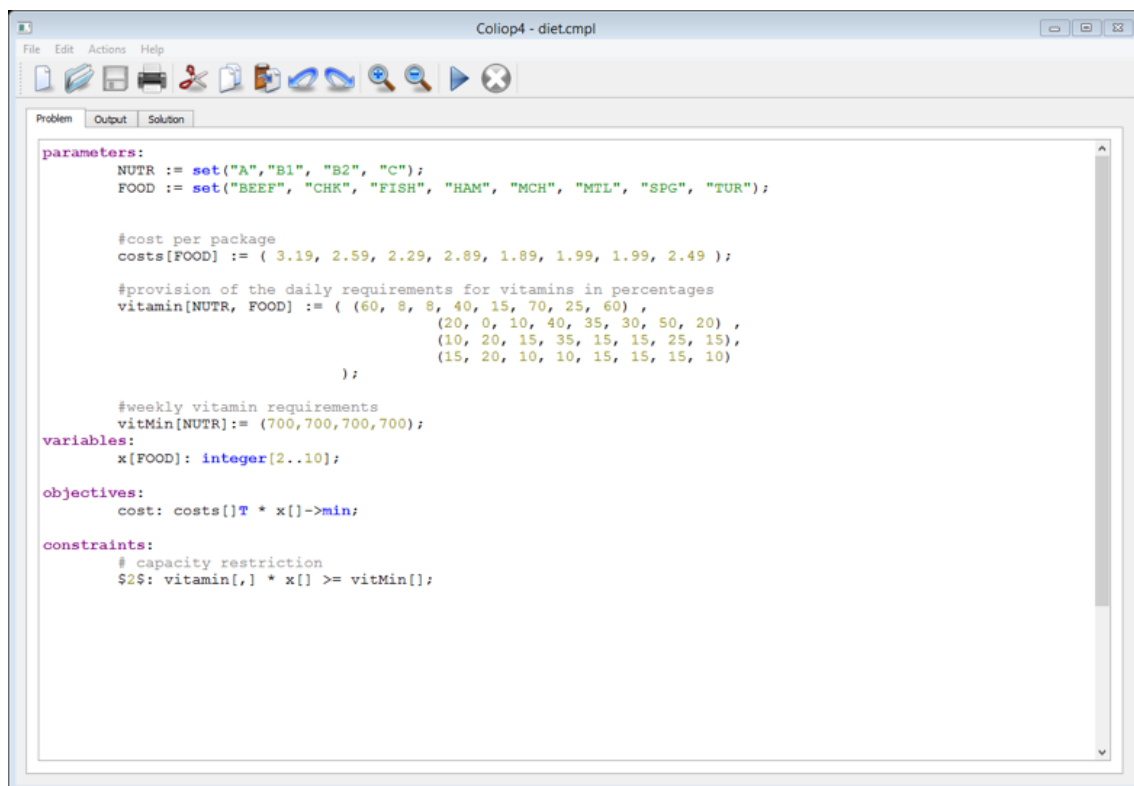 Coliop4 - diet.cmpl
File Edit Actions Help
Problem Output Solution
parameters:
NUTR := set("A","B1", "B2", "C");
FOOD := set("BEEF", "CHK", "FISH", "HAM", "MCH", "MTL", "SPG", "TUR");
#cost per package
costs[FOOD] := ( 3.19, 2.59, 2.29, 2.89, 1.89, 1.99, 1.99, 2.49 );
#provision of the daily requirements for vitamins in percentages
vitamin[NUTR, FOOD] := ( (60, 8, 8, 40, 15, 70, 25, 60) ,
(20, 0, 10, 40, 35, 30, 50, 20) ,
(10, 20, 15, 35, 15, 15, 25, 15),
(15, 20, 10, 10, 15, 15, 15, 10)
);
#weekly vitamin requirements
vitMin[NUTR]:= (700,700,700,700);
variables:
x[FOOD]: integer[2..10];
objectives:
cost: costs[]T * x[]->min;
constraints:
# capacity restriction
$2$: vitamin[,] * x[] >= vitMin[];